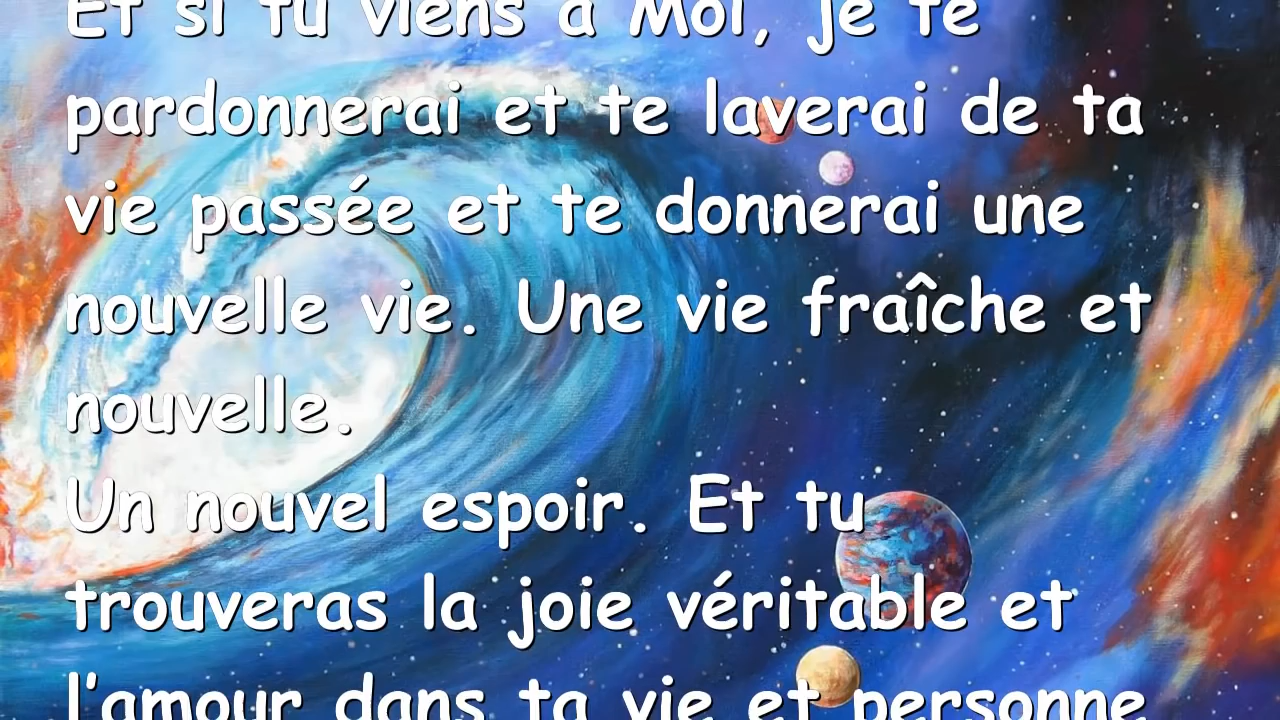 Et si tu viens à Moi, je te
pardonnerai et te laverai de ta
vie passée et te donnerai une
nouvelle vie. Une vie fraîche et
nouvelle.
Un nouvel espoir. Et tu
trouveras la joie véritable et
l'amour dans ta vie et personne